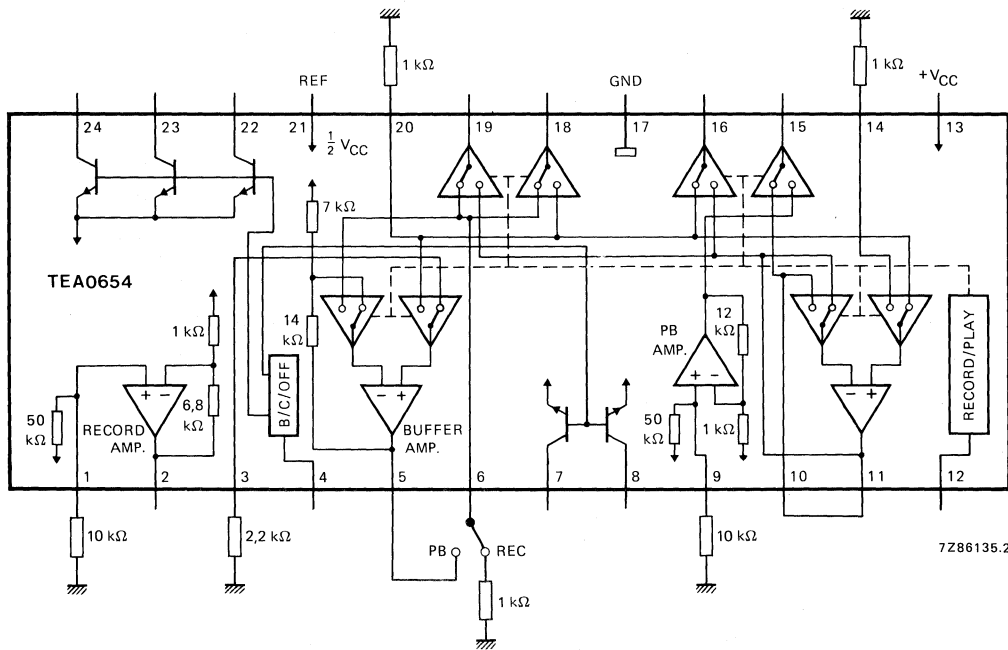 1 kΩ
1 kΩ
REF
GND
+VCC
24
23
22
21
20
19
18
17
16
15
14
13
½ VCC
7 kΩ
TEA0654
1 kΩ
14 kΩ
12 kΩ
PB AMP.
RECORD/PLAY
B/C/OFF
50 kΩ
+ −
6,8 kΩ
RECORD AMP.
− +
BUFFER AMP.
+ −
50 kΩ
1 kΩ
− +
1
2
3
4
5
6
7
8
9
10
11
12
10 kΩ
2,2 kΩ
PB
REC
10 kΩ
7Z86135.2
1 kΩ